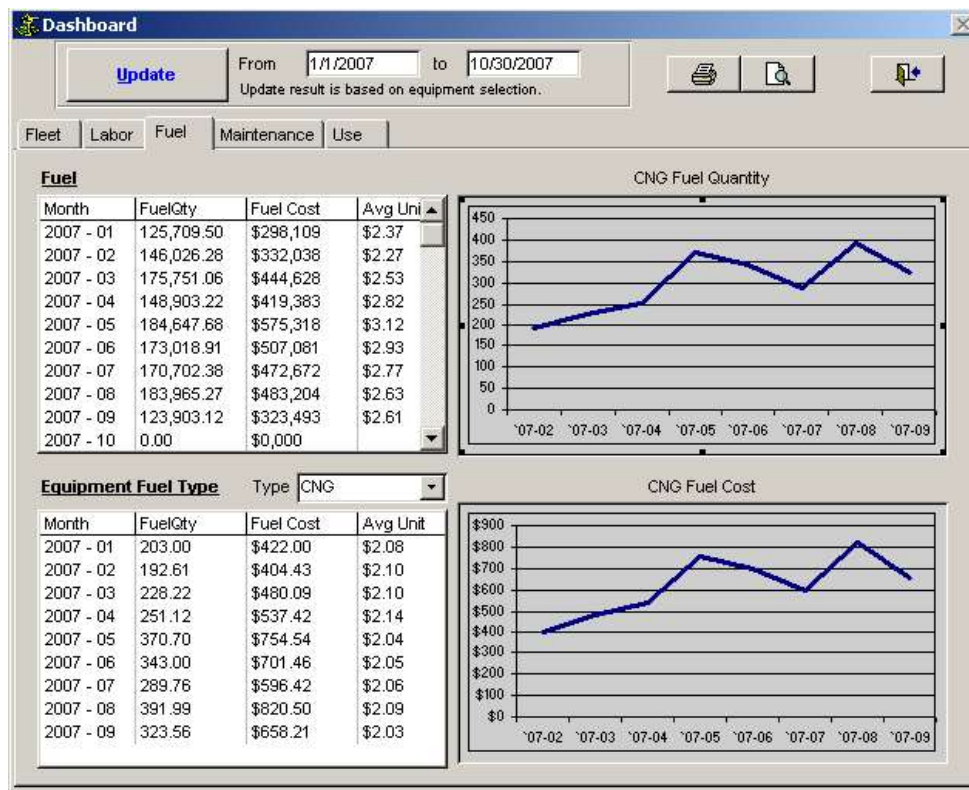 Dashboard
Update
From 1/1/2007 to 10/30/2007
Update result is based on equipment selection.
Fleet Labor Fuel Maintenance Use
Fuel
Month FuelQty Fuel Cost Avg Uni
2007 - 01 125,709.50 $298,109 $2.37
2007 - 02 146,026.28 $332,038 $2.27
2007 - 03 175,751.06 $444,628 $2.53
2007 - 04 148,903.22 $419,383 $2.82
2007 - 05 184,647.68 $575,318 $3.12
2007 - 06 173,018.91 $507,081 $2.93
2007 - 07 170,702.38 $472,672 $2.77
2007 - 08 183,965.27 $483,204 $2.63
2007 - 09 123,903.12 $323,493 $2.61
2007 - 10 0.00 $0,000
CNG Fuel Quantity
450
400
350
300
250
200
150
100
50
0
`07-02 `07-03 `07-04 `07-05 `07-06 `07-07 `07-08 `07-09
Equipment Fuel Type Type CNG
Month FuelQty Fuel Cost Avg Unit
2007 - 01 203.00 $422.00 $2.08
2007 - 02 192.61 $404.43 $2.10
2007 - 03 228.22 $480.09 $2.10
2007 - 04 251.12 $537.42 $2.14
2007 - 05 370.70 $754.54 $2.04
2007 - 06 343.00 $701.46 $2.05
2007 - 07 289.76 $596.42 $2.06
2007 - 08 391.99 $820.50 $2.09
2007 - 09 323.56 $658.21 $2.03
CNG Fuel Cost
$900
$800
$700
$600
$500
$400
$300
$200
$100
$0
`07-02 `07-03 `07-04 `07-05 `07-06 `07-07 `07-08 `07-09